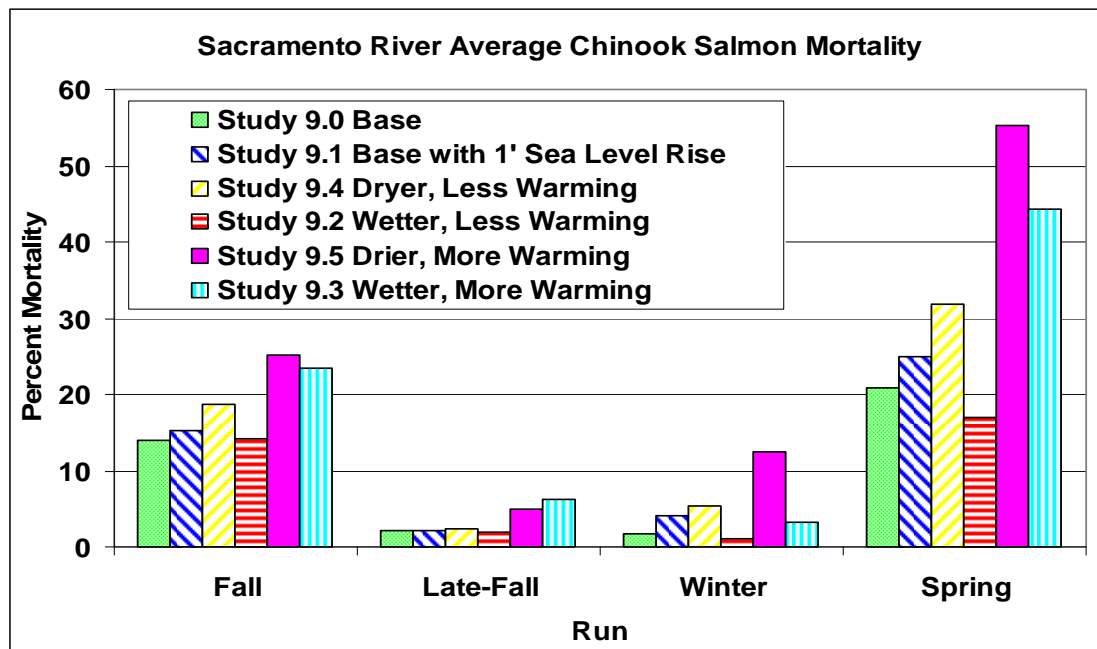 Sacramento River Average Chinook Salmon Mortality
60
50
40
30
20
10
0
Percent Mortality
Study 9.0 Base
Study 9.1 Base with 1' Sea Level Rise
Study 9.4 Dryer, Less Warming
Study 9.2 Wetter, Less Warming
Study 9.5 Drier, More Warming
Study 9.3 Wetter, More Warming
Fall Late-Fall Winter Spring
Run